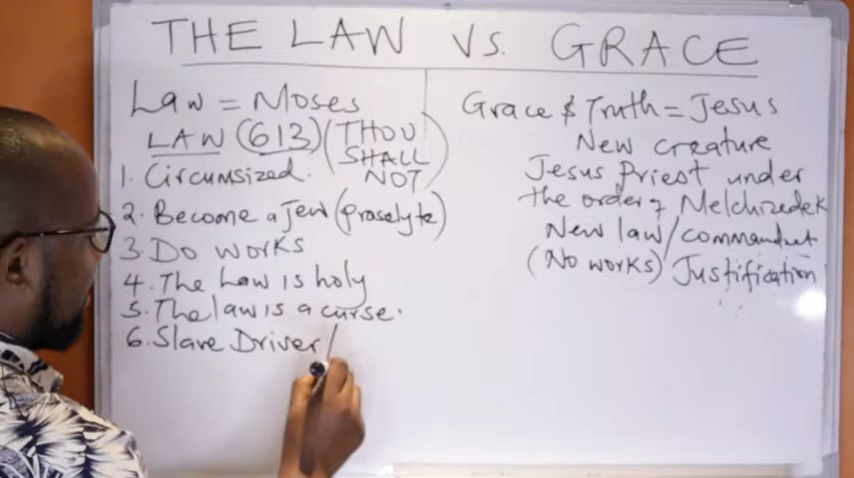 THE LAW VS. GRACE
Law = Moses
LAW (613) (THOU
SHALL
NOT)
1. Circumsized.
2. Become a Jew (proselyte)
3. Do works
4. The Law is holy
5. The law is a curse.
6. Slave Driver/
Grace & Truth = Jesus
New creature
Jesus Priest under
the order of Melchizedek
New law/commandmet
(No works) Justification